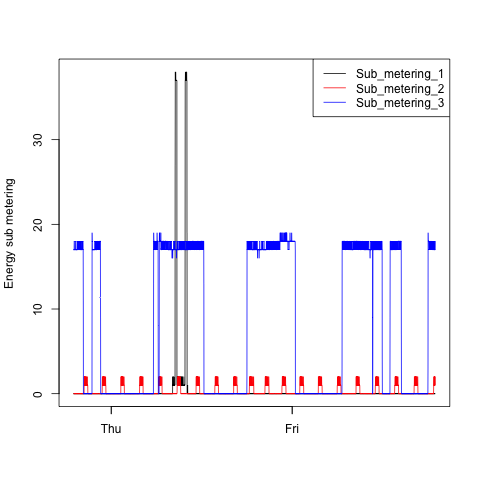 Sub_metering_1
Sub_metering_2
Sub_metering_3
Energy sub metering
30
20
10
0
Thu Fri